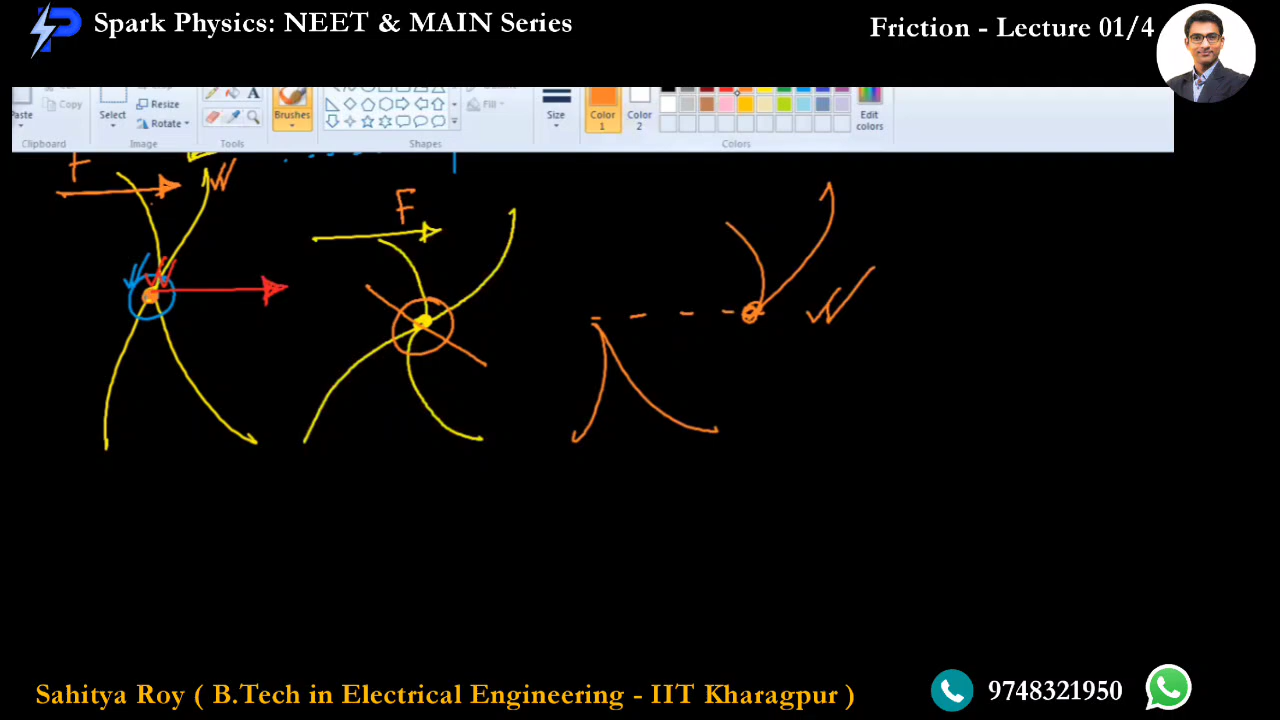 Spark Physics: NEET & MAIN Series
Friction - Lecture 01/4
Copy
Resize
Rotate
Select
Brushes
Fill
Size
Color 1
Color 2
Edit colors
Clipboard
Image
Tools
Shapes
Colors
F
F
Sahitya Roy ( B.Tech in Electrical Engineering - IIT Kharagpur )
9748321950